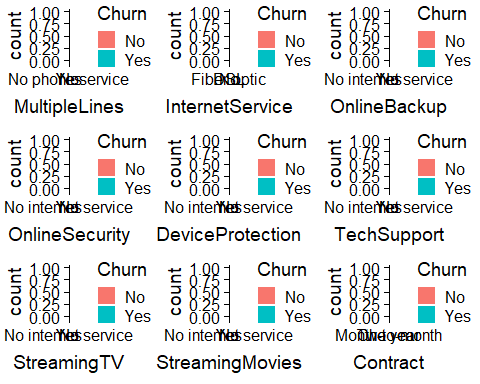 1.00 Churn
0.75
0.50 No
0.25
0.00 Yes
count
No phone service Yes
MultipleLines
1.00 Churn
0.75
0.50 No
0.25
0.00 Yes
count
Fiber optic DSL No
InternetService
1.00 Churn
0.75
0.50 No
0.25
0.00 Yes
count
No internet service Yes
OnlineBackup
1.00 Churn
0.75
0.50 No
0.25
0.00 Yes
count
No internet service Yes
OnlineSecurity
1.00 Churn
0.75
0.50 No
0.25
0.00 Yes
count
No internet service Yes
DeviceProtection
1.00 Churn
0.75
0.50 No
0.25
0.00 Yes
count
No internet service Yes
TechSupport
1.00 Churn
0.75
0.50 No
0.25
0.00 Yes
count
No internet service Yes
StreamingTV
1.00 Churn
0.75
0.50 No
0.25
0.00 Yes
count
No internet service Yes
StreamingMovies
1.00 Churn
0.75
0.50 No
0.25
0.00 Yes
count
Month-to-month Two year
Contract